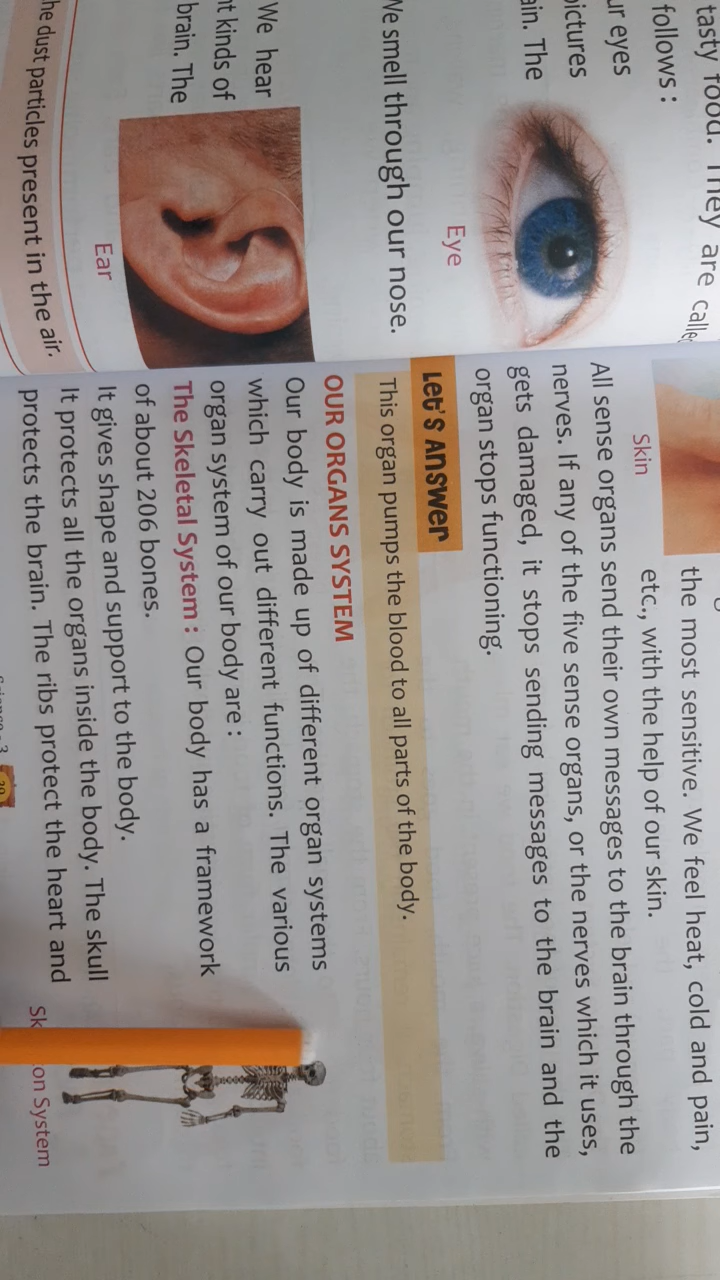 tasty food. They are
follows :
ur eyes
pictures
ain. The
Eye
We smell through our nose.
We hear
nt kinds of
brain. The
Ear
he dust particles present in the air.
Skin
the most sensitive. We feel heat, cold and pain,
etc., with the help of our skin.
All sense organs send their own messages to the brain through the
nerves. If any of the five sense organs, or the nerves which it uses,
gets damaged, it stops sending messages to the brain and the
organ stops functioning.
Let's Answer
This organ pumps the blood to all parts of the body.
OUR ORGANS SYSTEM
Our body is made up of different organ systems
which carry out different functions. The various
organ system of our body are :
The Skeletal System : Our body has a framework
of about 206 bones.
It gives shape and support to the body.
It protects all the organs inside the body. The skull
protects the brain. The ribs protect the heart and
Sk on System